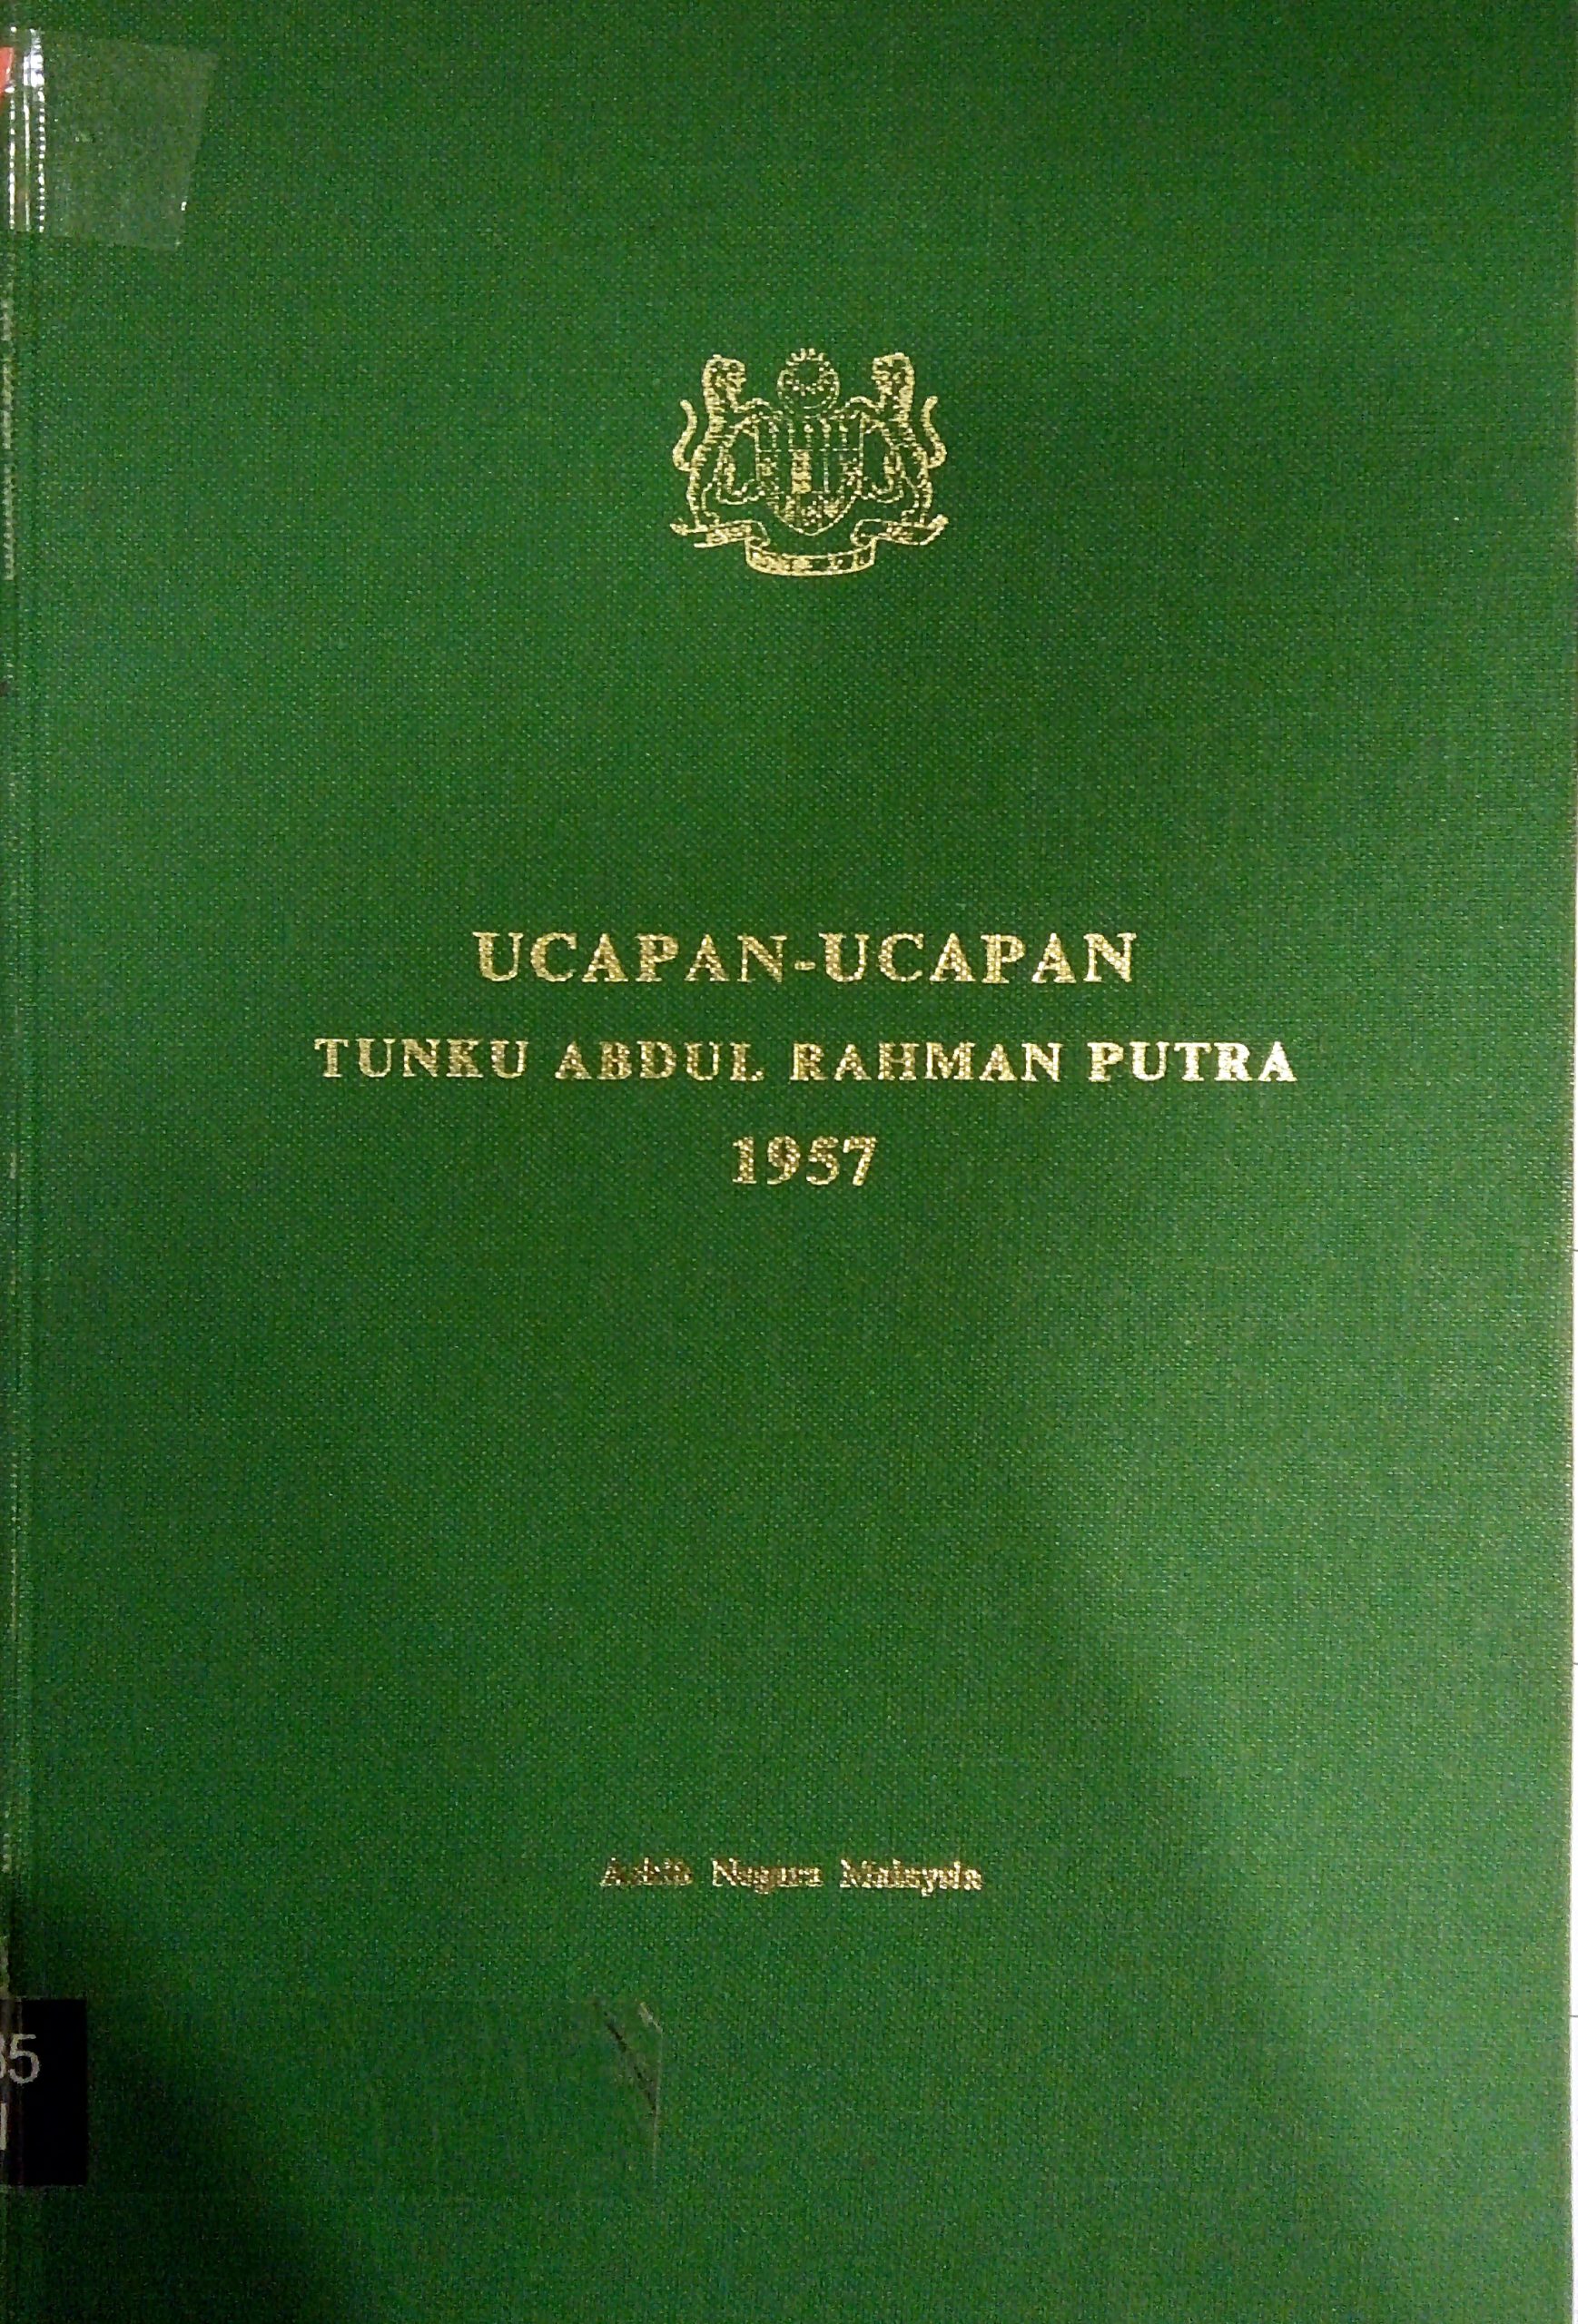 UCAPAN-UCAPAN
TUNKU ABDUL RAHMAN PUTRA
1957
Arkib Negara Malaysia